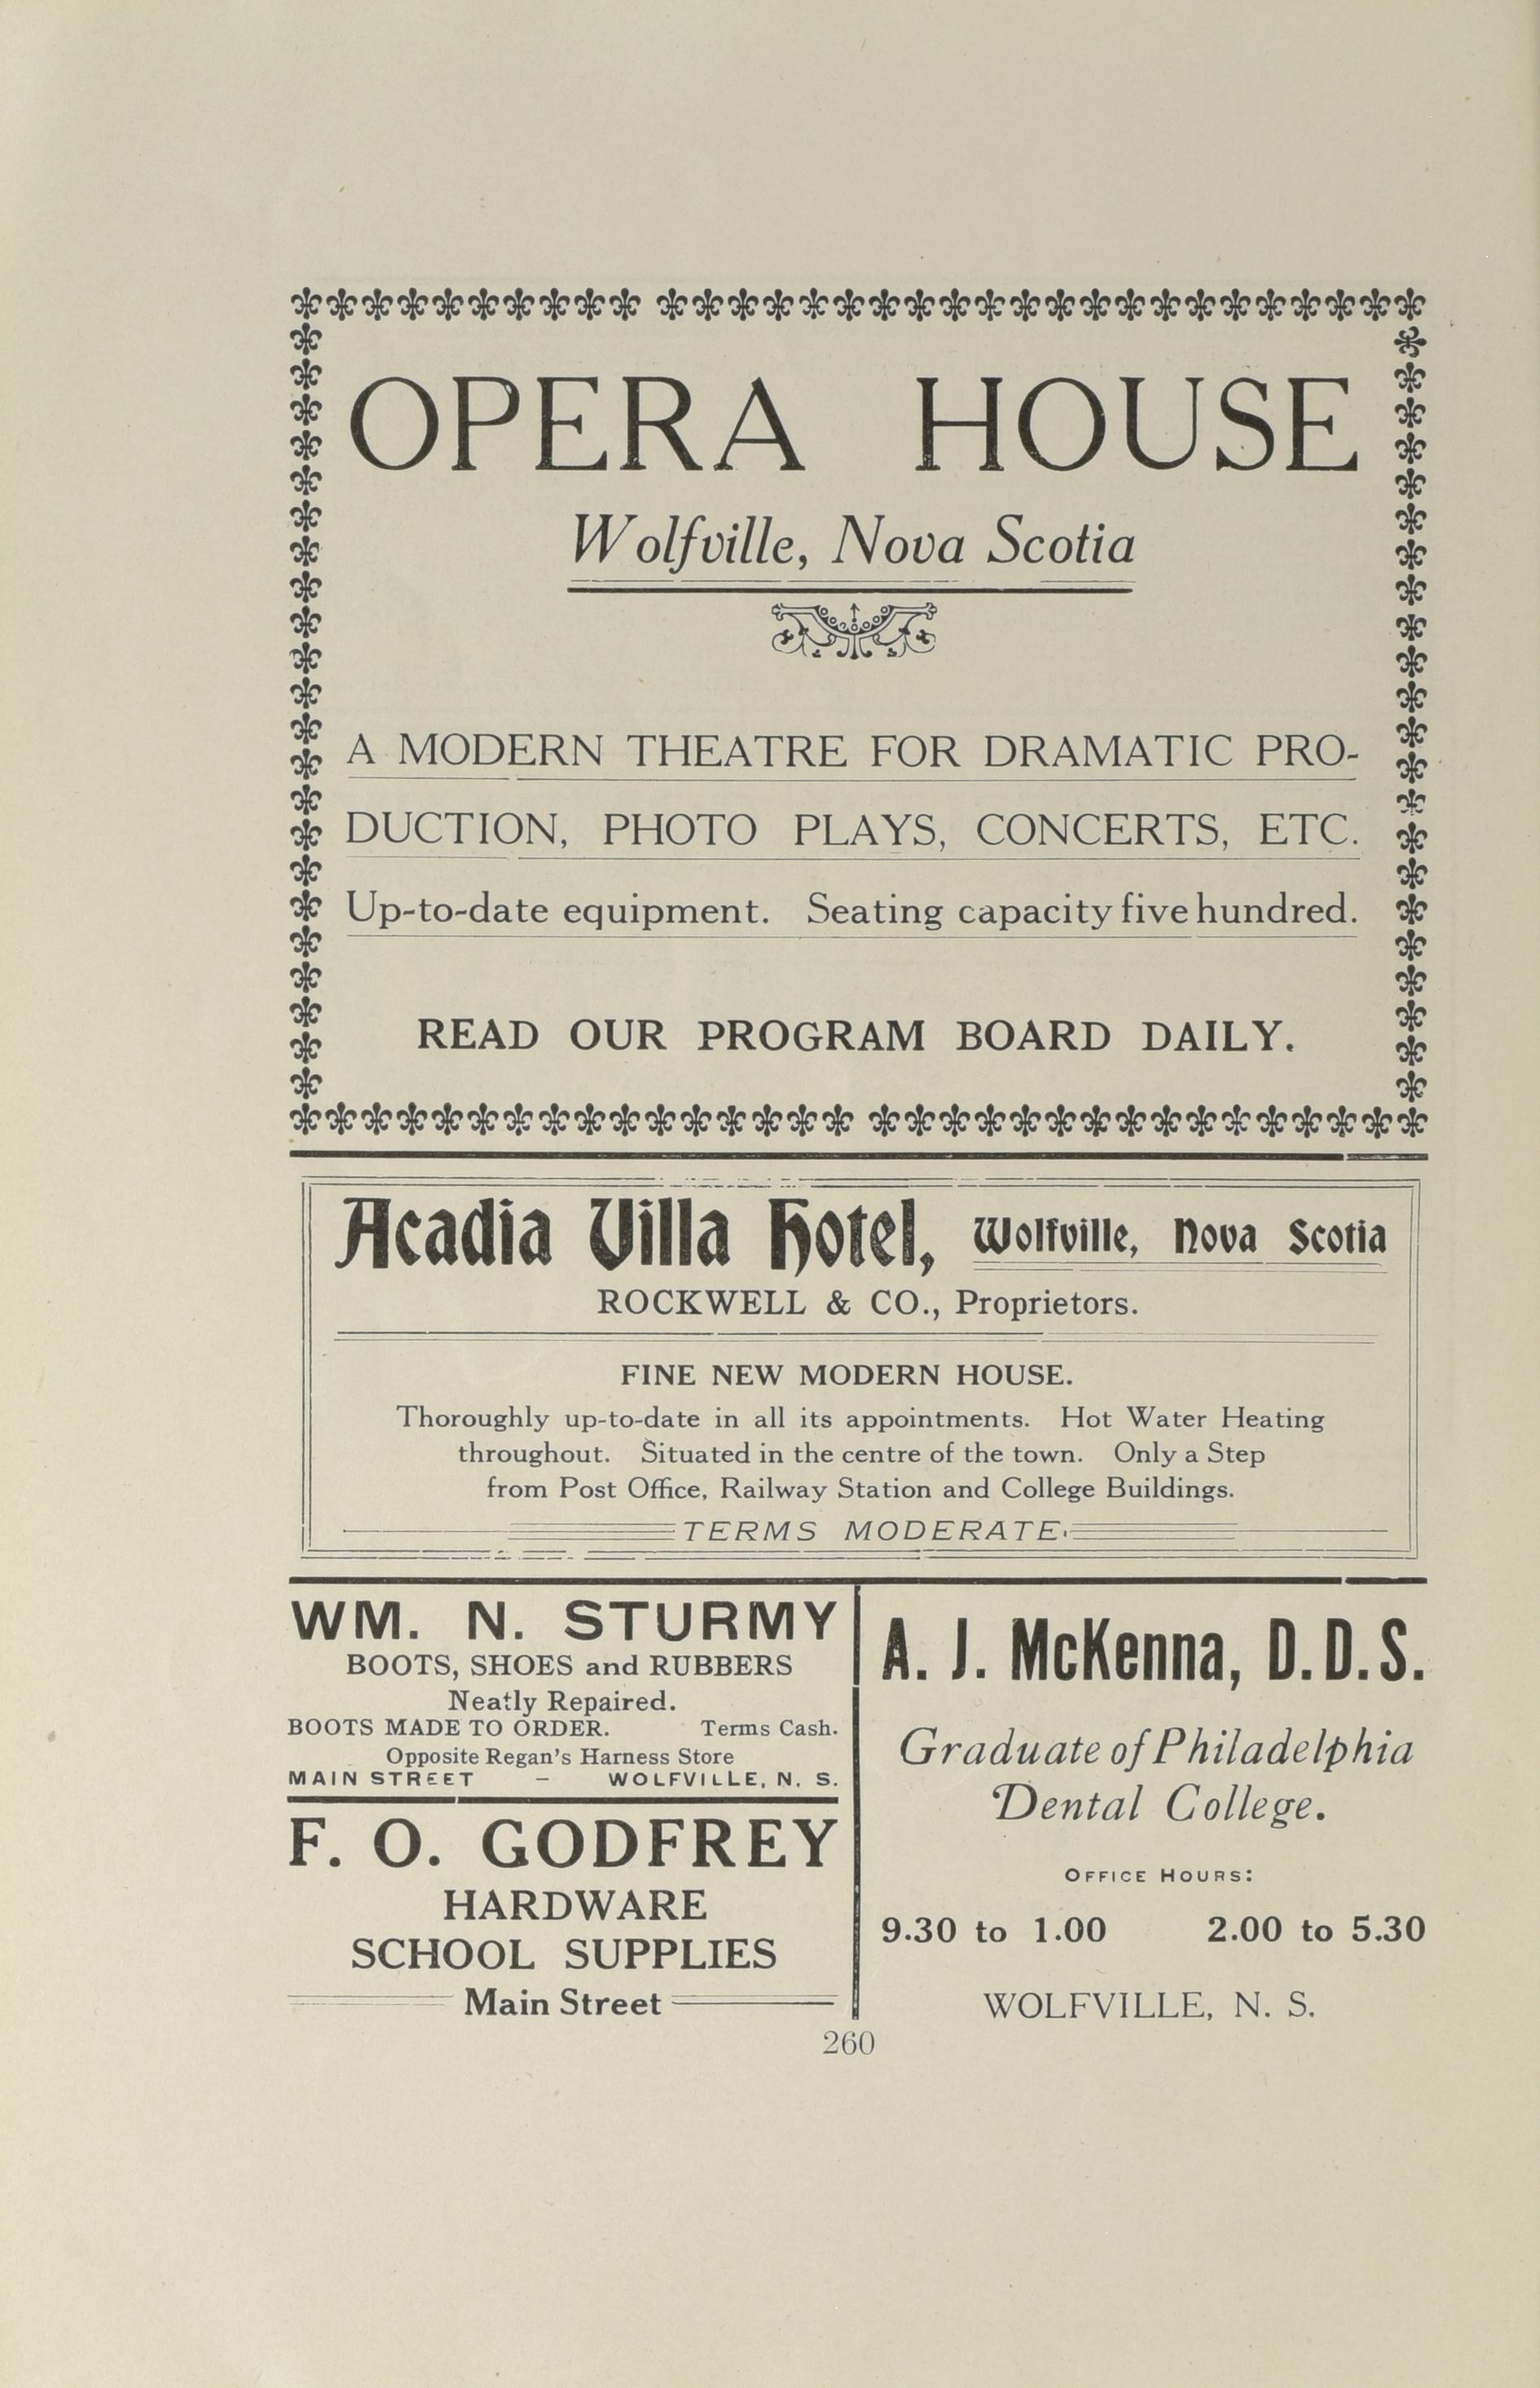 OPERA HOUSE
Wolfville, Nova Scotia
A MODERN THEATRE FOR DRAMATIC PRO-
DUCTION, PHOTO PLAYS, CONCERTS, ETC.
Up-to-date equipment. Seating capacity five hundred.
READ OUR PROGRAM BOARD DAILY.
Acadia Villa Hotel, Wolfville, Nova Scotia
ROCKWELL & CO., Proprietors.
FINE NEW MODERN HOUSE.
Thoroughly up-to-date in all its appointments. Hot Water Heating
throughout. Situated in the centre of the town. Only a Step
from Post Office, Railway Station and College Buildings.
TERMS MODERATE.
WM. N. STURMY
BOOTS, SHOES and RUBBERS
Neatly Repaired.
BOOTS MADE TO ORDER. Terms Cash.
Opposite Regan's Harness Store
MAIN STREET - WOLFVILLE, N. S.
F. O. GODFREY
HARDWARE
SCHOOL SUPPLIES
Main Street
A. J. McKenna, D.D.S.
Graduate of Philadelphia
Dental College.
OFFICE HOURS:
9.30 to 1.00 2.00 to 5.30
WOLFVILLE, N. S.
260